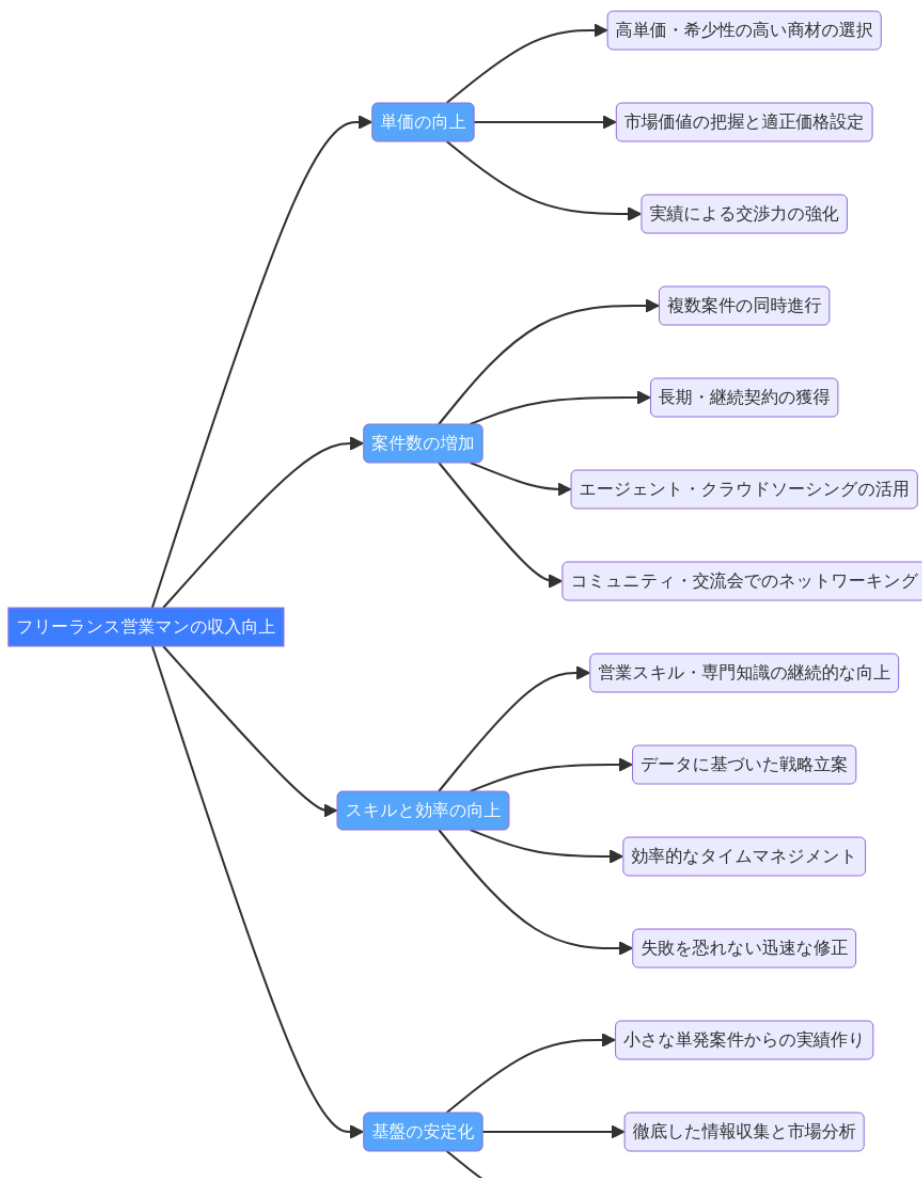 フリーランス営業マンの収入向上
単価の向上
高単価・希少性の高い商材の選択
市場価値の把握と適正価格設定
実績による交渉力の強化
案件数の増加
複数案件の同時進行
長期・継続契約の獲得
エージェント・クラウドソーシングの活用
コミュニティ・交流会でのネットワーキング
スキルと効率の向上
営業スキル・専門知識の継続的な向上
データに基づいた戦略立案
効率的なタイムマネジメント
失敗を恐れない迅速な修正
基盤の安定化
小さな単発案件からの実績作り
徹底した情報収集と市場分析